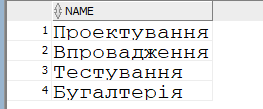 NAME
1 Проектування
2 Впровадження
3 Тестування
4 Бугалтерія